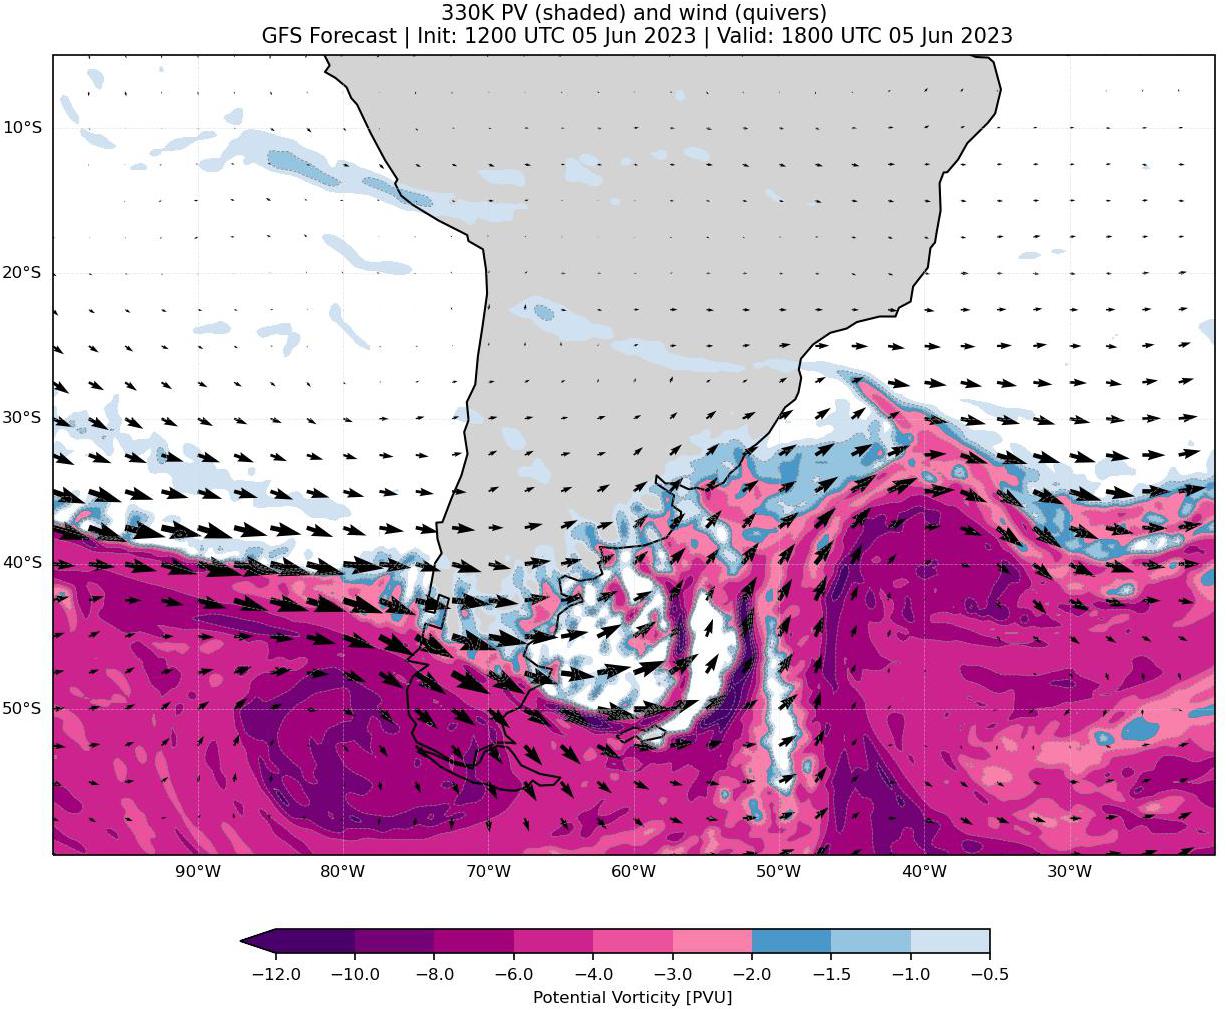 330K PV (shaded) and wind (quivers)
GFS Forecast | Init: 1200 UTC 05 Jun 2023 | Valid: 1800 UTC 05 Jun 2023
10°S
20°S
30°S
40°S
50°S
90°W 80°W 70°W 60°W 50°W 40°W 30°W
−12.0 −10.0 −8.0 −6.0 −4.0 −3.0 −2.0 −1.5 −1.0 −0.5
Potential Vorticity [PVU]